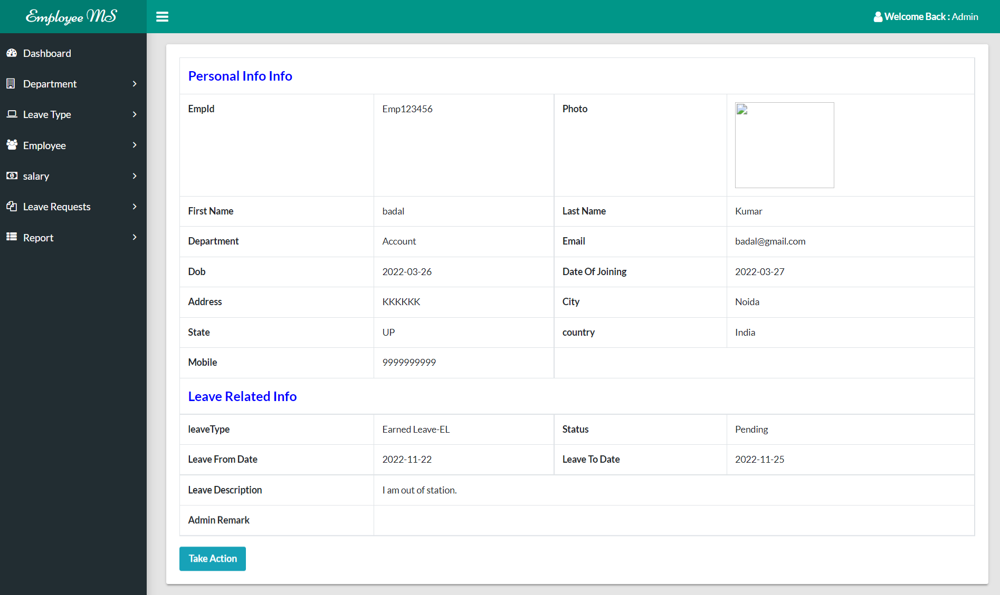 Employee MS
Welcome Back : Admin
Dashboard
Department
Leave Type
Employee
salary
Leave Requests
Report
Personal Info Info
EmpId Emp123456 Photo
First Name badal Last Name Kumar
Department Account Email badal@gmail.com
Dob 2022-03-26 Date Of Joining 2022-03-27
Address KKKKKK City Noida
State UP country India
Mobile 9999999999
Leave Related Info
leaveType Earned Leave-EL Status Pending
Leave From Date 2022-11-22 Leave To Date 2022-11-25
Leave Description I am out of station.
Admin Remark
Take Action